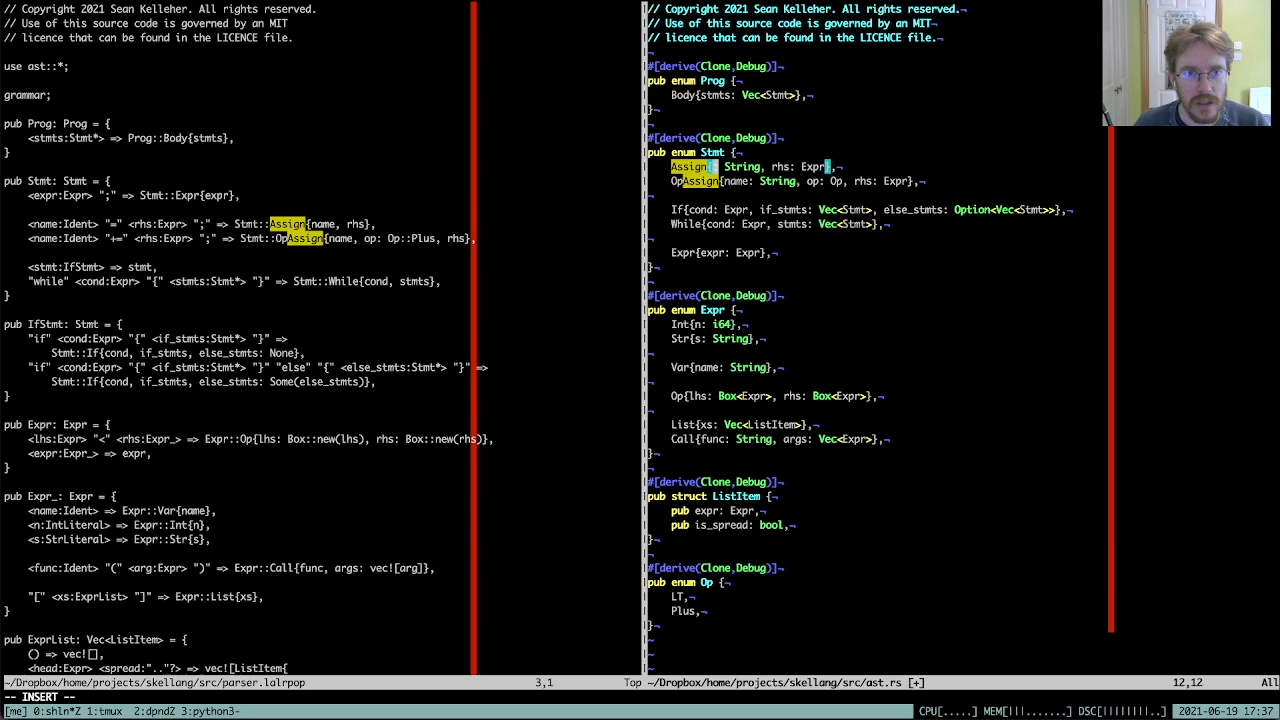 // Copyright 2021 Sean Kelleher. All rights reserved.
// Use of this source code is governed by an MIT
// licence that can be found in the LICENCE file.
use ast::*;
grammar;
pub Prog: Prog = {
    <stmts:Stmt*> => Prog::Body{stmts},
}
pub Stmt: Stmt = {
    <expr:Expr> ";" => Stmt::Expr{expr},
    <name:Ident> "=" <rhs:Expr> ";" => Stmt::Assign{name, rhs},
    <name:Ident> "+=" <rhs:Expr> ";" => Stmt::OpAssign{name, op: Op::Plus, rhs},
    <stmt:IfStmt> => stmt,
    "while" <cond:Expr> "{" <stmts:Stmt*> "}" => Stmt::While{cond, stmts},
}
pub IfStmt: Stmt = {
    "if" <cond:Expr> "{" <if_stmts:Stmt*> "}" =>
        Stmt::If{cond, if_stmts, else_stmts: None},
    "if" <cond:Expr> "{" <if_stmts:Stmt*> "}" "else" "{" <else_stmts:Stmt*> "}" =>
        Stmt::If{cond, if_stmts, else_stmts: Some(else_stmts)},
}
pub Expr: Expr = {
    <lhs:Expr> "<" <rhs:Expr_> => Expr::Op{lhs: Box::new(lhs), rhs: Box::new(rhs)},
    <expr:Expr_> => expr,
}
pub Expr_: Expr = {
    <name:Ident> => Expr::Var{name},
    <n:IntLiteral> => Expr::Int{n},
    <s:StrLiteral> => Expr::Str{s},
    <func:Ident> "(" <arg:Expr> ")" => Expr::Call{func, args: vec![arg]},
    "[" <xs:ExprList> "]" => Expr::List{xs},
}
pub ExprList: Vec<ListItem> = {
    () => vec![],
    <head:Expr> <spread:".."?> => vec![ListItem{
~/Dropbox/home/projects/skellang/src/parser.lalrpop 3,1 Top
// Copyright 2021 Sean Kelleher. All rights reserved.¬
// Use of this source code is governed by an MIT¬
// licence that can be found in the LICENCE file.¬
¬
#[derive(Clone,Debug)]¬
pub enum Prog {¬
    Body{stmts: Vec<Stmt>},¬
}¬
¬
#[derive(Clone,Debug)]¬
pub enum Stmt {¬
    Assign{: String, rhs: Expr},¬
    OpAssign{name: String, op: Op, rhs: Expr},¬
¬
    If{cond: Expr, if_stmts: Vec<Stmt>, else_stmts: Option<Vec<Stmt>>},¬
    While{cond: Expr, stmts: Vec<Stmt>},¬
¬
    Expr{expr: Expr},¬
}¬
¬
#[derive(Clone,Debug)]¬
pub enum Expr {¬
    Int{n: i64},¬
    Str{s: String},¬
¬
    Var{name: String},¬
¬
    Op{lhs: Box<Expr>, rhs: Box<Expr>},¬
¬
    List{xs: Vec<ListItem>},¬
    Call{func: String, args: Vec<Expr>},¬
}¬
¬
#[derive(Clone,Debug)]¬
pub struct ListItem {¬
    pub expr: Expr,¬
    pub is_spread: bool,¬
}¬
¬
#[derive(Clone,Debug)]¬
pub enum Op {¬
    LT,¬
    Plus,¬
}¬
~
~
~
~/Dropbox/home/projects/skellang/src/ast.rs [+] 12,12 All
-- INSERT --
[me] 0:shln*Z 1:tmux  2:dpndZ 3:python3- CPU[.....] MEM[|||.......] DSC[||||||||..] 2021-06-19 17:37